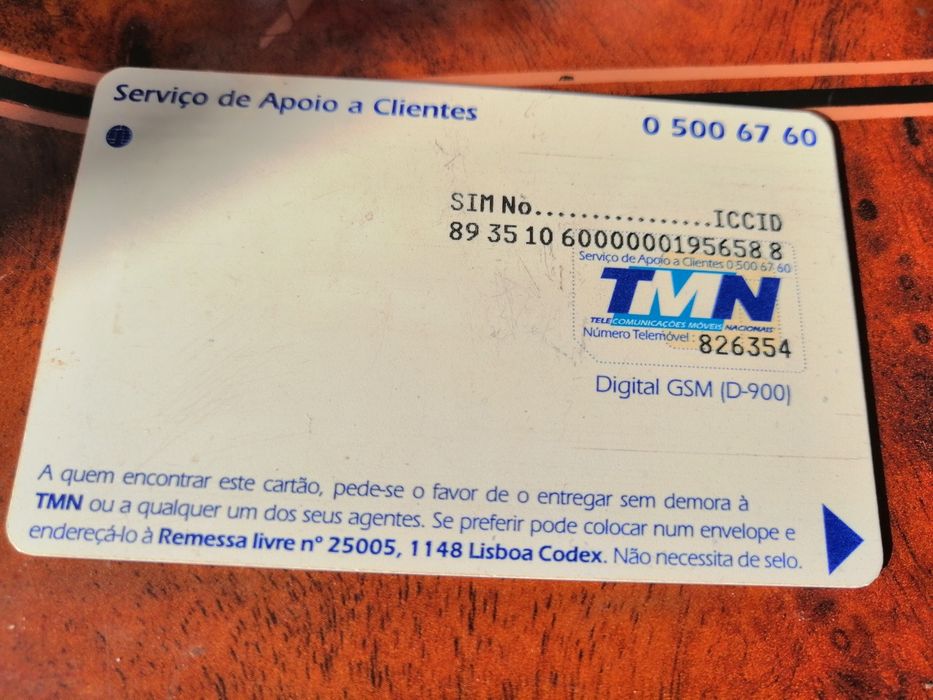 Serviço de Apoio a Clientes
0 500 67 60
SIM No................ICCID
89 35 10 60000000195658 8
Serviço de Apoio a Clientes 0 500 67 60
TMN
TELECOMUNICAÇÕES MÓVEIS NACIONAIS
Número Telemóvel : 826354
Digital GSM (D-900)
A quem encontrar este cartão, pede-se o favor de o entregar sem demora à
TMN ou a qualquer um dos seus agentes. Se preferir pode colocar num envelope e
endereçá-lo à Remessa livre nº 25005, 1148 Lisboa Codex. Não necessita de selo.